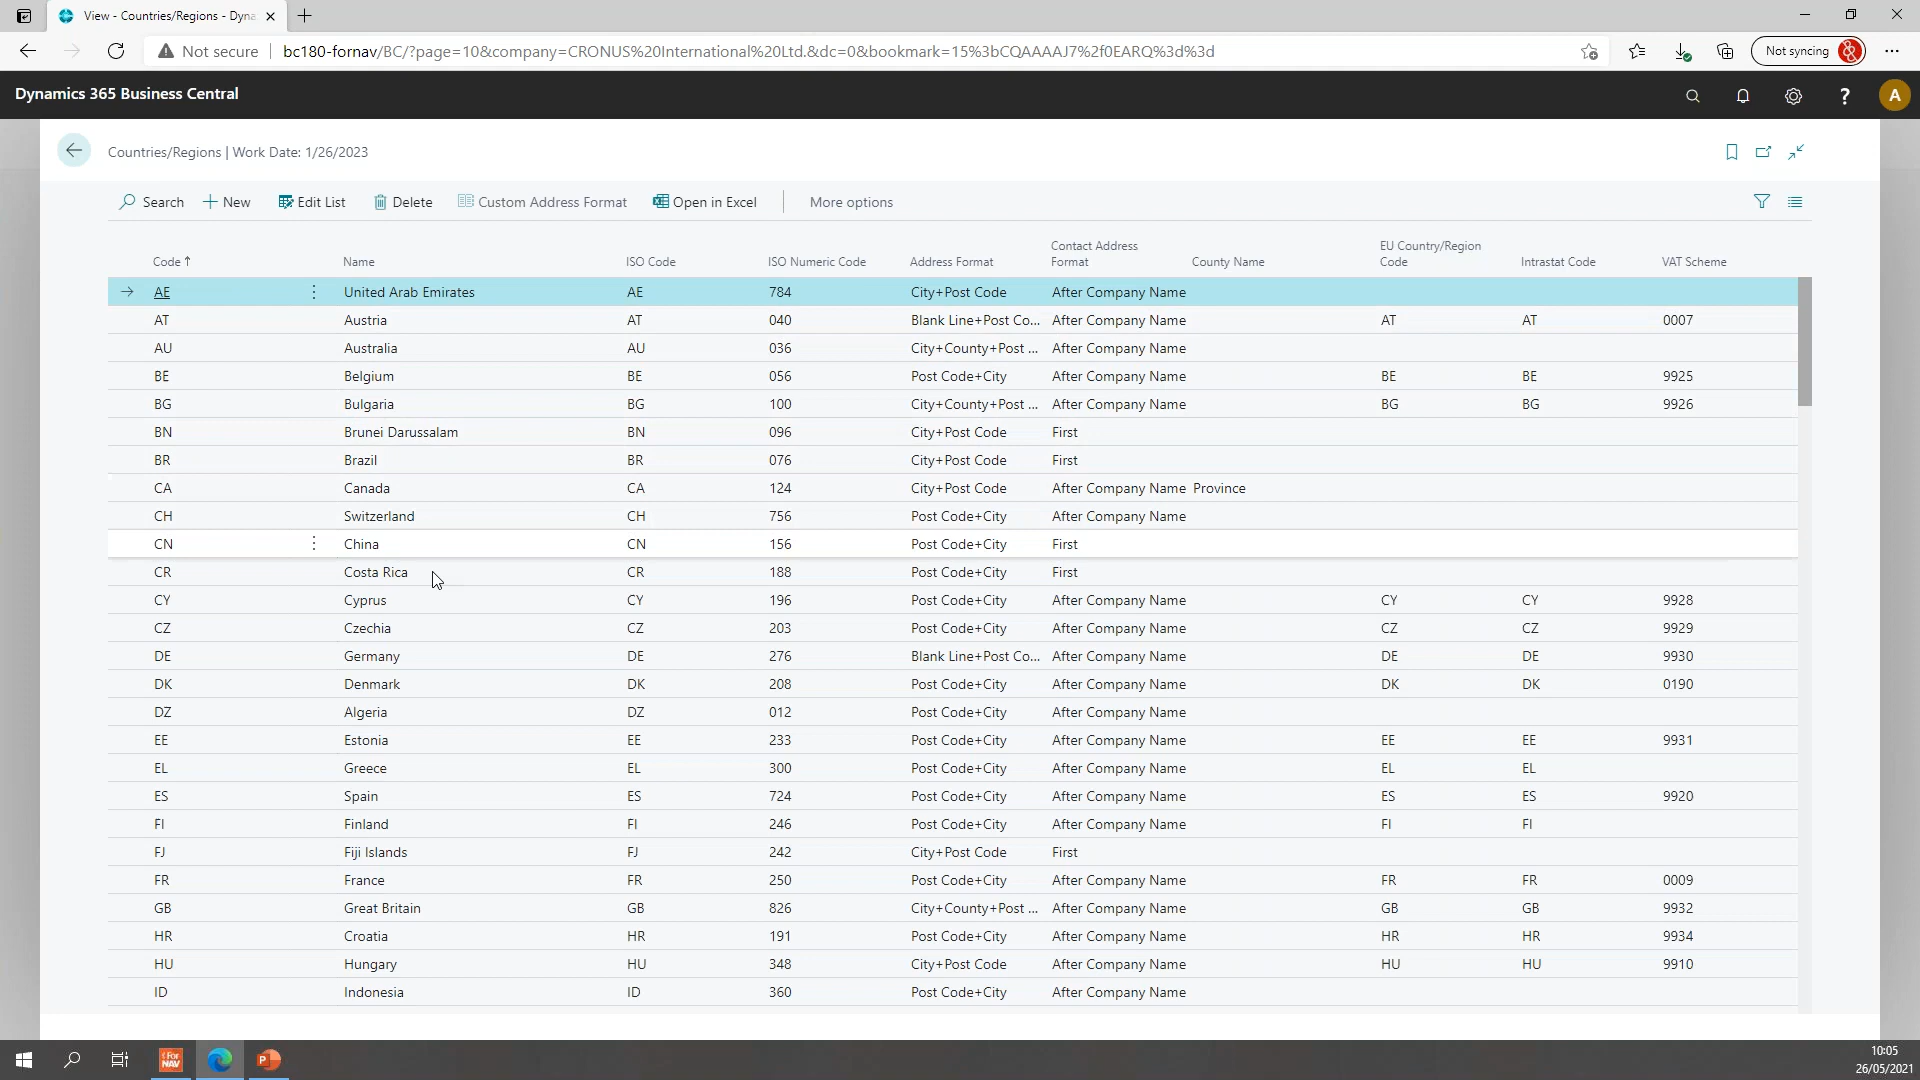 View - Countries/Regions - Dyna
Not secure | bc180-fornav/BC/?page=10&company=CRONUS%20International%20Ltd.&dc=0&bookmark=15%3bCQAAAAJ7%2f0EARQ%3d%3d
Not syncing
Dynamics 365 Business Central
? A
Countries/Regions | Work Date: 1/26/2023
Search New Edit List Delete Custom Address Format Open in Excel More options
Code ↑ Name ISO Code ISO Numeric Code Address Format Contact Address Format County Name EU Country/Region Code Intrastat Code VAT Scheme
AE United Arab Emirates AE 784 City+Post Code After Company Name
AT Austria AT 040 Blank Line+Post Co... After Company Name AT AT 0007
AU Australia AU 036 City+County+Post ... After Company Name
BE Belgium BE 056 Post Code+City After Company Name BE BE 9925
BG Bulgaria BG 100 City+County+Post ... After Company Name BG BG 9926
BN Brunei Darussalam BN 096 City+Post Code First
BR Brazil BR 076 City+Post Code First
CA Canada CA 124 City+Post Code After Company Name Province
CH Switzerland CH 756 Post Code+City After Company Name
CN China CN 156 Post Code+City First
CR Costa Rica CR 188 Post Code+City First
CY Cyprus CY 196 Post Code+City After Company Name CY CY 9928
CZ Czechia CZ 203 Post Code+City After Company Name CZ CZ 9929
DE Germany DE 276 Blank Line+Post Co... After Company Name DE DE 9930
DK Denmark DK 208 Post Code+City After Company Name DK DK 0190
DZ Algeria DZ 012 Post Code+City After Company Name
EE Estonia EE 233 Post Code+City After Company Name EE EE 9931
EL Greece EL 300 Post Code+City After Company Name EL EL
ES Spain ES 724 Post Code+City After Company Name ES ES 9920
FI Finland FI 246 Post Code+City After Company Name FI FI
FJ Fiji Islands FJ 242 City+Post Code First
FR France FR 250 Post Code+City After Company Name FR FR 0009
GB Great Britain GB 826 City+County+Post ... After Company Name GB GB 9932
HR Croatia HR 191 Post Code+City After Company Name HR HR 9934
HU Hungary HU 348 City+Post Code After Company Name HU HU 9910
ID Indonesia ID 360 Post Code+City After Company Name
For NAV
P
10:05
26/05/2021